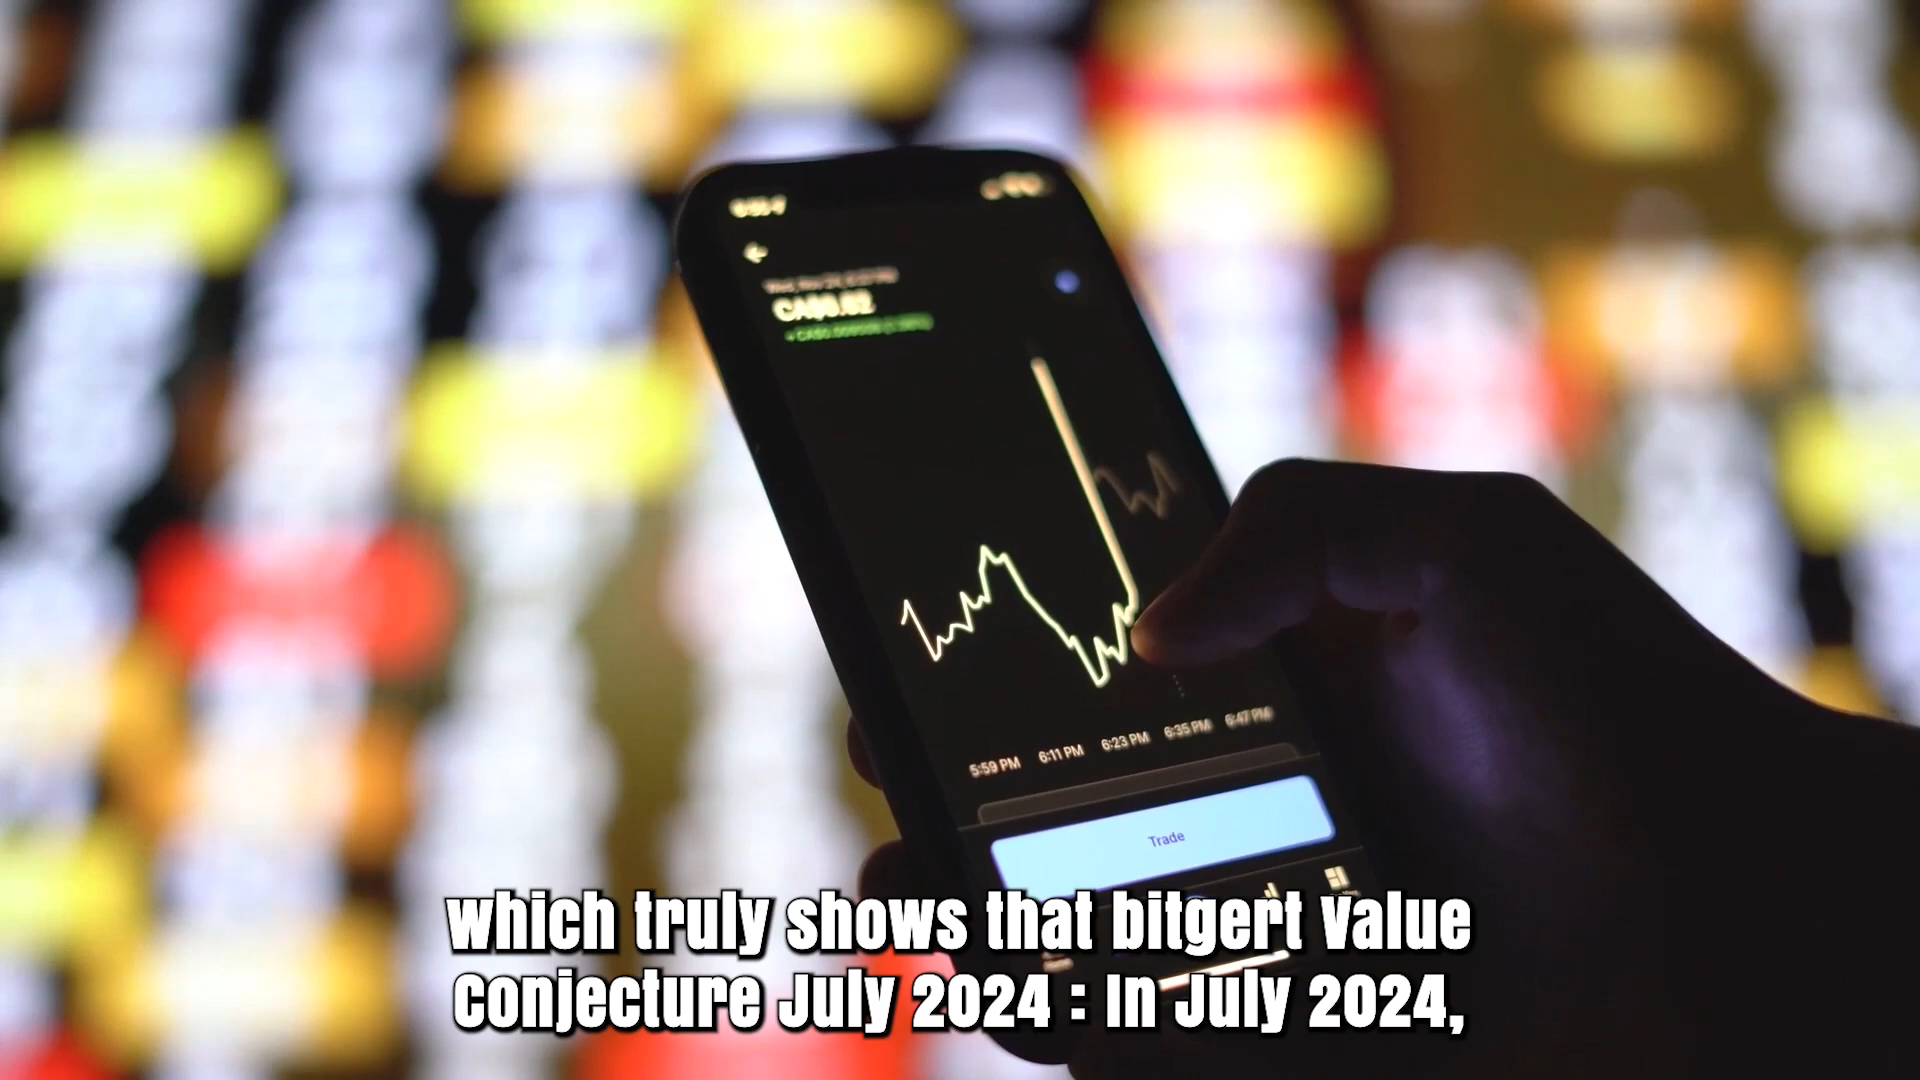 5:59 PM 6:11 PM 6:23 PM 6:35 PM 6:47 PM
Trade
which truly shows that bitgert Value
Conjecture July 2024 : In July 2024,